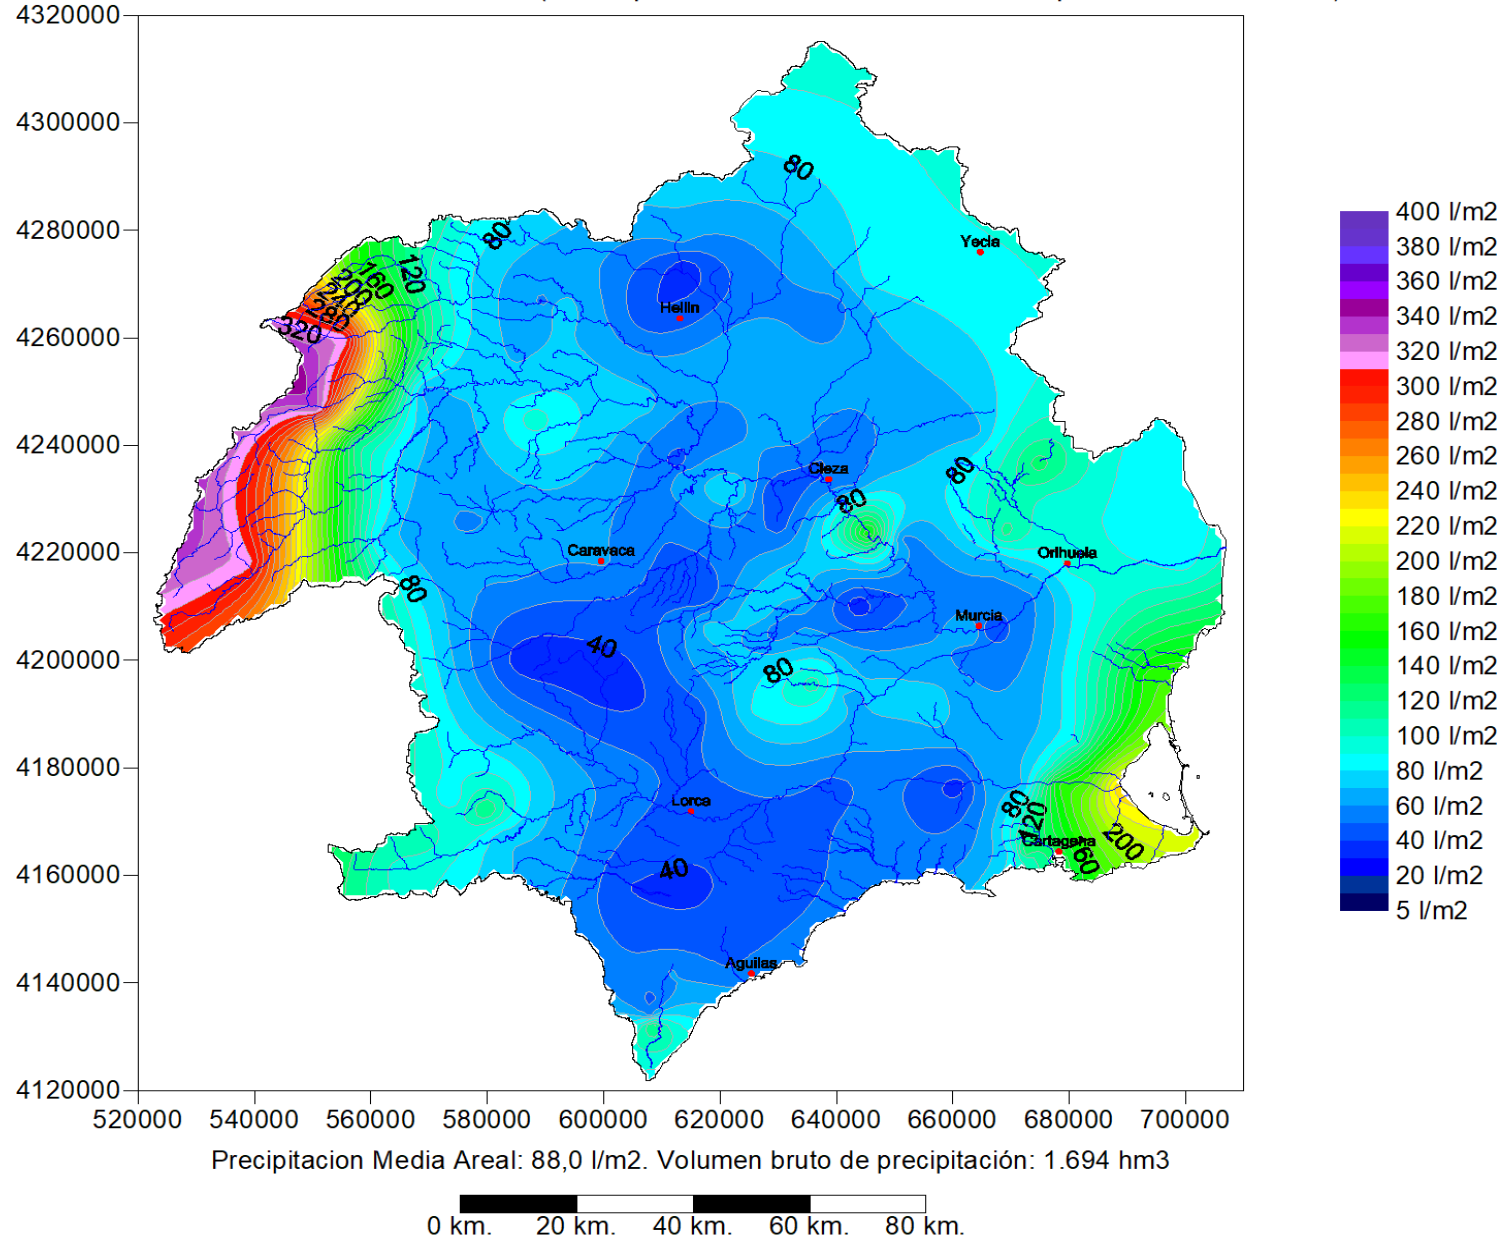 4320000
4300000
4280000
4260000
4240000
4220000
4200000
4180000
4160000
4140000
4120000
520000 540000 560000 580000 600000 620000 640000 660000 680000 700000
80
Yecla
80
120
160
200
240
280
320
Hellin
Cieza
80
80
Caravaca
Orihuela
80
Murcia
40
80
Lorca
80
120
Cartagena
160
200
40
Aguilas
400 l/m2
380 l/m2
360 l/m2
340 l/m2
320 l/m2
300 l/m2
280 l/m2
260 l/m2
240 l/m2
220 l/m2
200 l/m2
180 l/m2
160 l/m2
140 l/m2
120 l/m2
100 l/m2
80 l/m2
60 l/m2
40 l/m2
20 l/m2
5 l/m2
Precipitacion Media Areal: 88,0 l/m2. Volumen bruto de precipitación: 1.694 hm3
0 km. 20 km. 40 km. 60 km. 80 km.